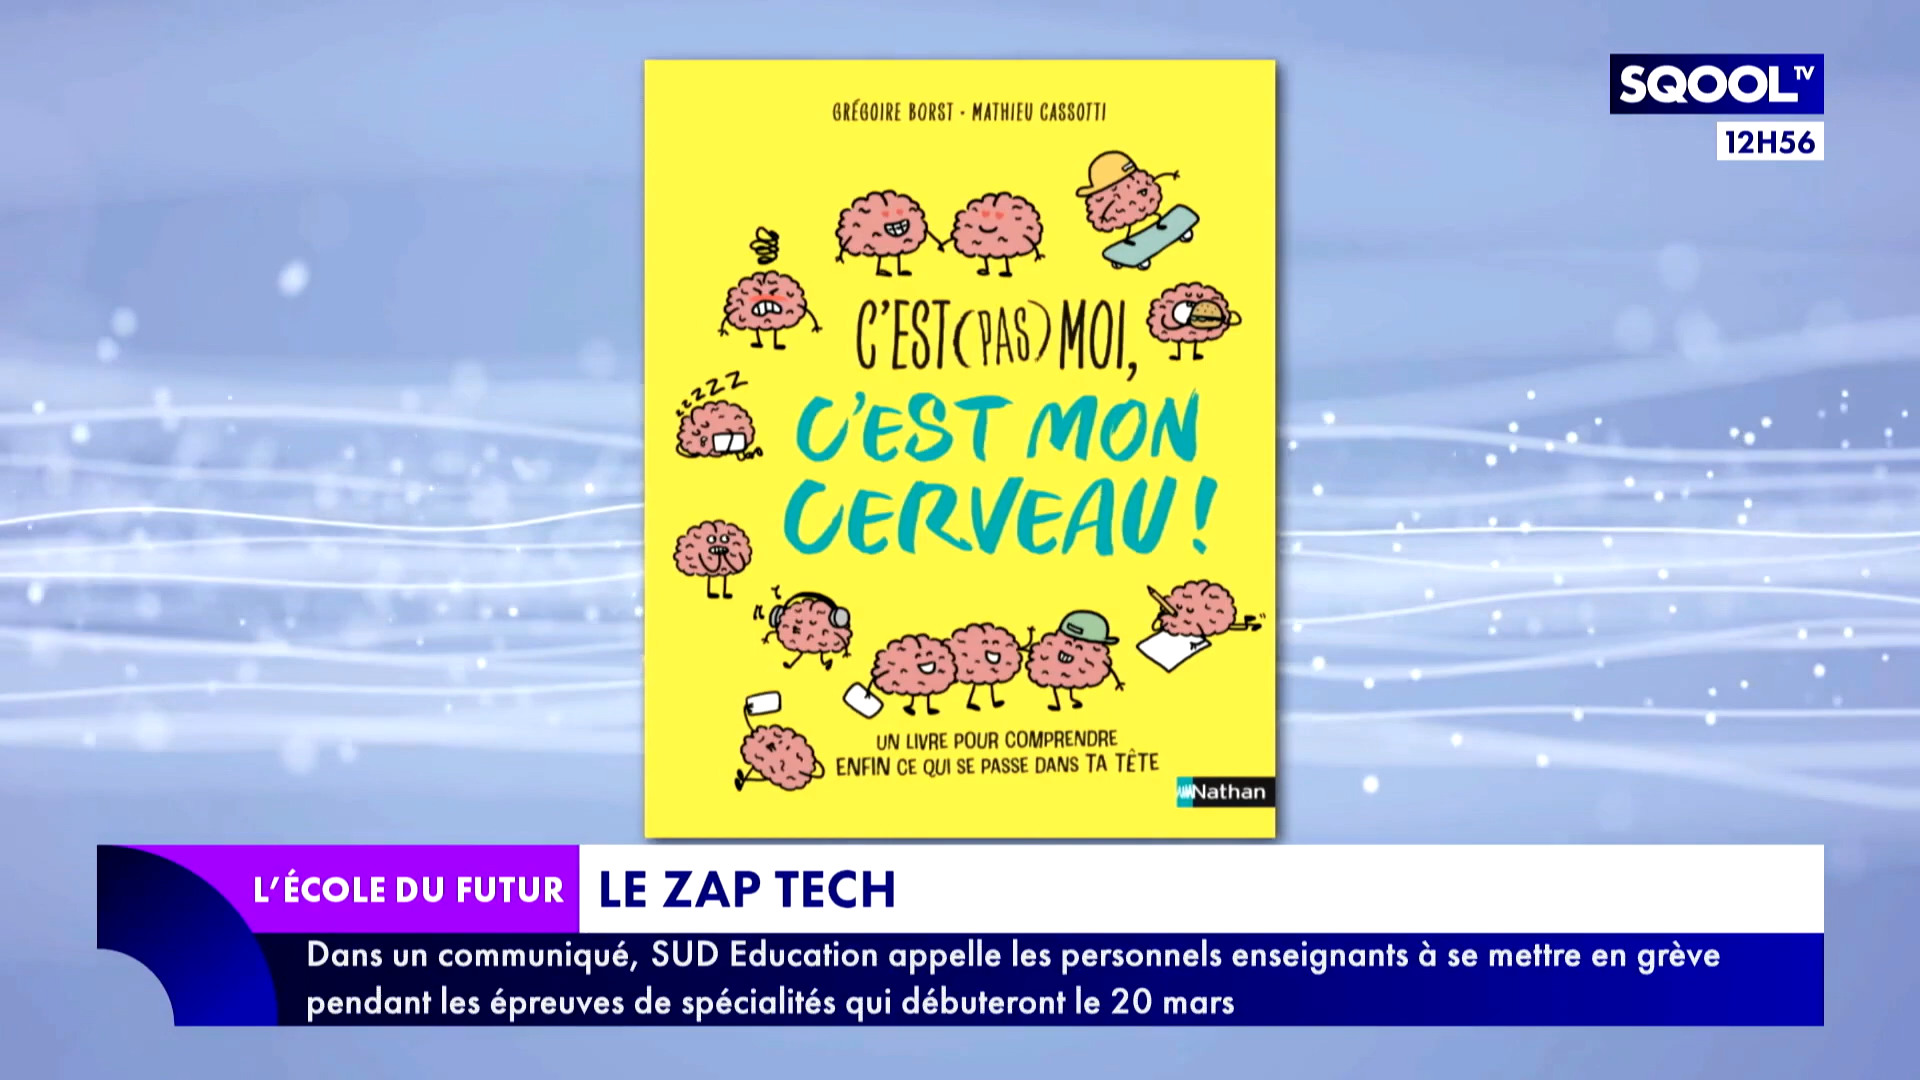 SQOOL TV
12H56
GRÉGOIRE BORST · MATHIEU CASSOTTI
ZZZZZ
C'EST (PAS) MOI,
C'EST MON
CERVEAU !
UN LIVRE POUR COMPRENDRE
ENFIN CE QUI SE PASSE DANS TA TÊTE
Nathan
L'ÉCOLE DU FUTUR
LE ZAP TECH
Dans un communiqué, SUD Education appelle les personnels enseignants à se mettre en grève
pendant les épreuves de spécialités qui débuteront le 20 mars